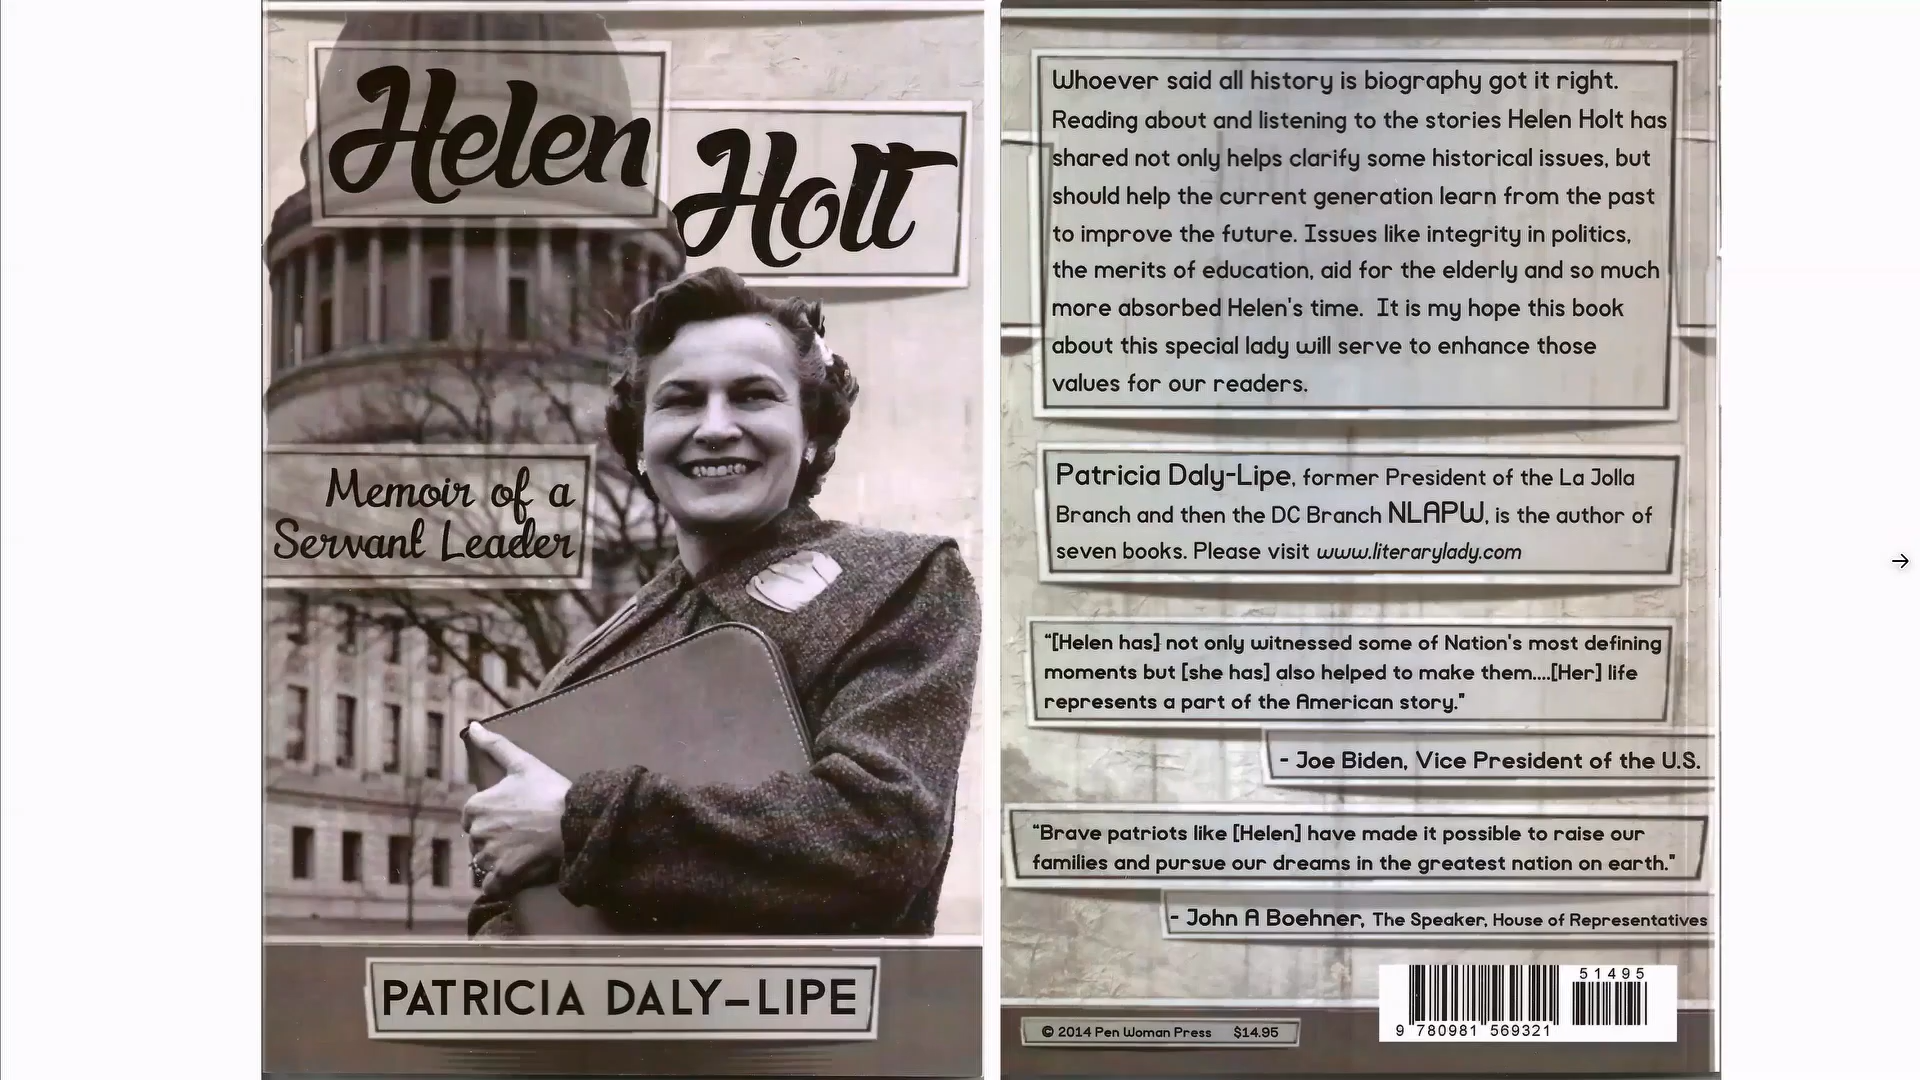 Helen
Holt
Memoir of a
Servant Leader
PATRICIA DALY-LIPE
Whoever said all history is biography got it right.
Reading about and listening to the stories Helen Holt has
shared not only helps clarify some historical issues, but
should help the current generation learn from the past
to improve the future. Issues like integrity in politics,
the merits of education, aid for the elderly and so much
more absorbed Helen's time. It is my hope this book
about this special lady will serve to enhance those
values for our readers.
Patricia Daly-Lipe, former President of the La Jolla
Branch and then the DC Branch NLAPW, is the author of
seven books. Please visit www.literarylady.com
"[Helen has] not only witnessed some of Nation's most defining
moments but [she has] also helped to make them....[Her] life
represents a part of the American story."
- Joe Biden, Vice President of the U.S.
"Brave patriots like [Helen] have made it possible to raise our
families and pursue our dreams in the greatest nation on earth."
- John A Boehner, The Speaker, House of Representatives
51495
9 780981 569321
© 2014 Pen Woman Press $14.95